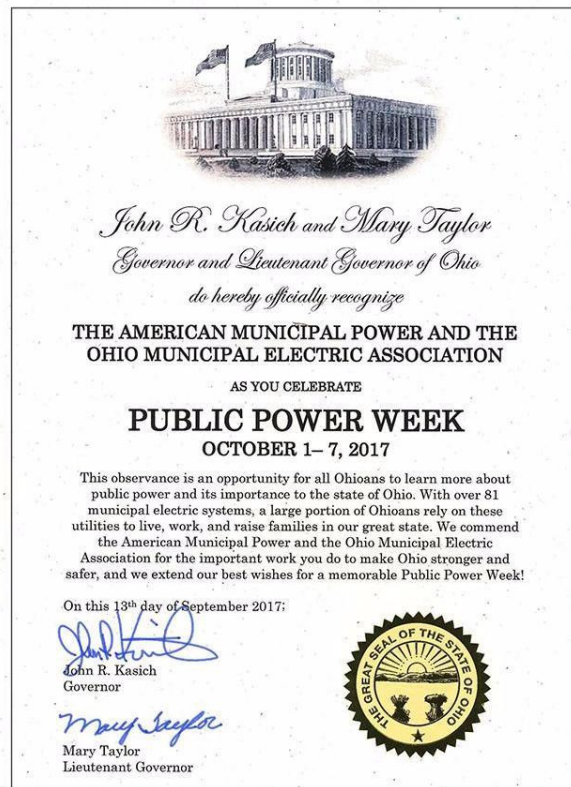 John R. Kasich and Mary Taylor
Governor and Lieutenant Governor of Ohio
do hereby officially recognize
THE AMERICAN MUNICIPAL POWER AND THE
OHIO MUNICIPAL ELECTRIC ASSOCIATION
AS YOU CELEBRATE
PUBLIC POWER WEEK
OCTOBER 1– 7, 2017
This observance is an opportunity for all Ohioans to learn more about
public power and its importance to the state of Ohio. With over 81
municipal electric systems, a large portion of Ohioans rely on these
utilities to live, work, and raise families in our great state. We commend
the American Municipal Power and the Ohio Municipal Electric
Association for the important work you do to make Ohio stronger and
safer, and we extend our best wishes for a memorable Public Power Week!
On this 13th day of September 2017;
John R. Kasich
Governor
Mary Taylor
Mary Taylor
Lieutenant Governor
THE GREAT SEAL OF THE STATE OF OHIO